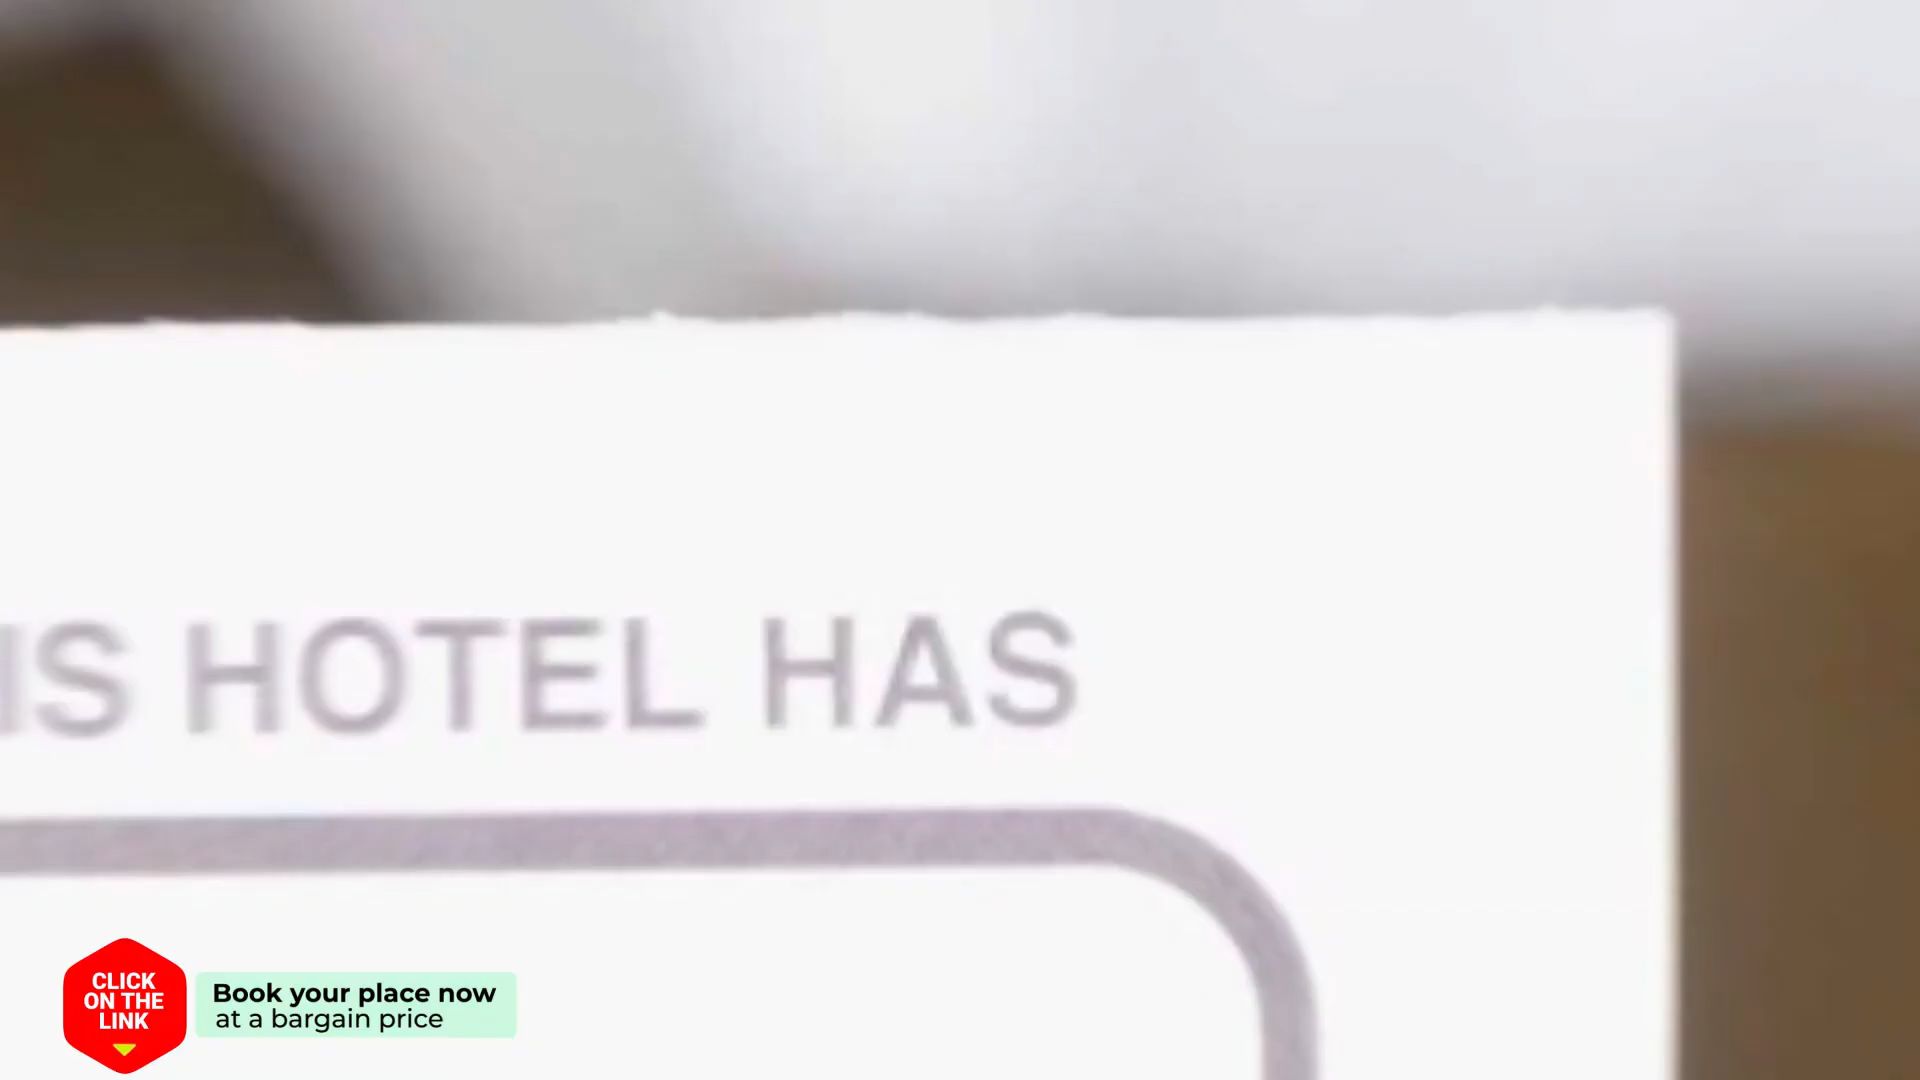 IS HOTEL HAS
CLICK
ON THE
LINK
Book your place now
at a bargain price